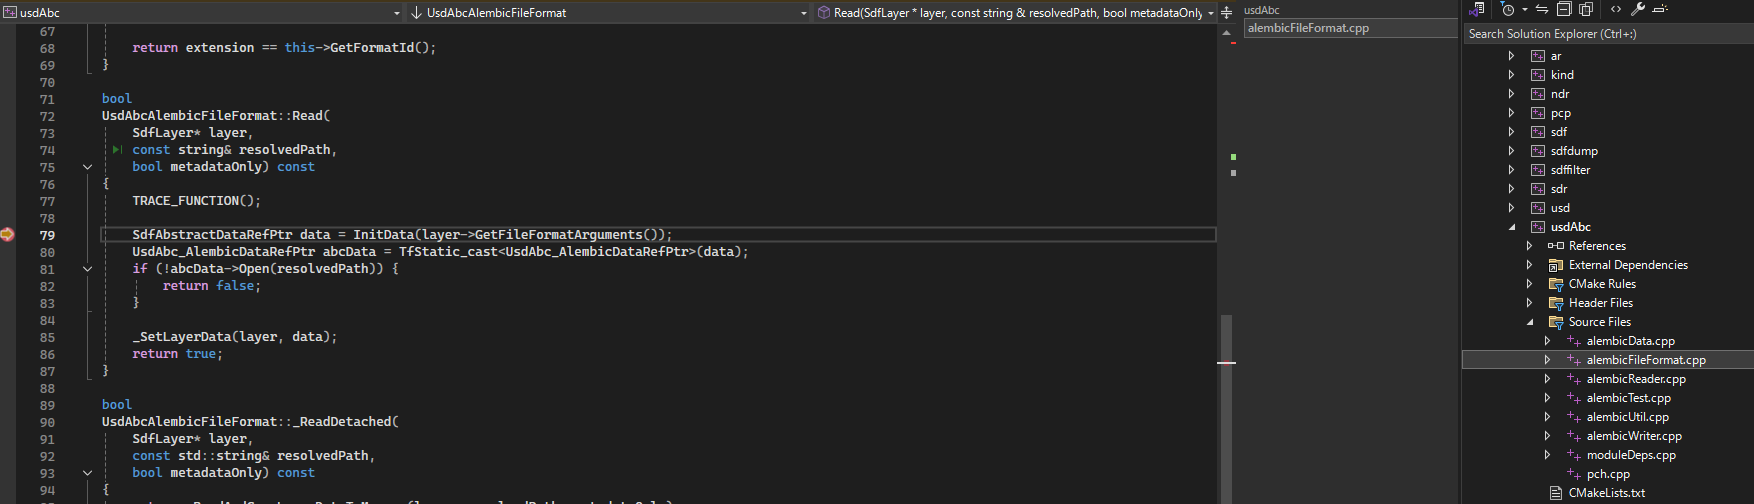 usdAbc
UsdAbcAlembicFileFormat
Read(SdfLayer * layer, const string & resolvedPath, bool metadataOnly)
67
68 return extension == this->GetFormatId();
69 }
70
71 bool
72 UsdAbcAlembicFileFormat::Read(
73 SdfLayer* layer,
74 const string& resolvedPath,
75 bool metadataOnly) const
76 {
77 TRACE_FUNCTION();
78
79 SdfAbstractDataRefPtr data = InitData(layer->GetFileFormatArguments());
80 UsdAbc_AlembicDataRefPtr abcData = TfStatic_cast<UsdAbc_AlembicDataRefPtr>(data);
81 if (!abcData->Open(resolvedPath)) {
82 return false;
83 }
84
85 _SetLayerData(layer, data);
86 return true;
87 }
88
89 bool
90 UsdAbcAlembicFileFormat::_ReadDetached(
91 SdfLayer* layer,
92 const std::string& resolvedPath,
93 bool metadataOnly) const
94 {
usdAbc
alembicFileFormat.cpp
Search Solution Explorer (Ctrl+;)
ar
kind
ndr
pcp
sdf
sdfdump
sdffilter
sdr
usd
usdAbc
References
External Dependencies
CMake Rules
Header Files
Source Files
alembicData.cpp
alembicFileFormat.cpp
alembicReader.cpp
alembicTest.cpp
alembicUtil.cpp
alembicWriter.cpp
moduleDeps.cpp
pch.cpp
CMakeLists.txt